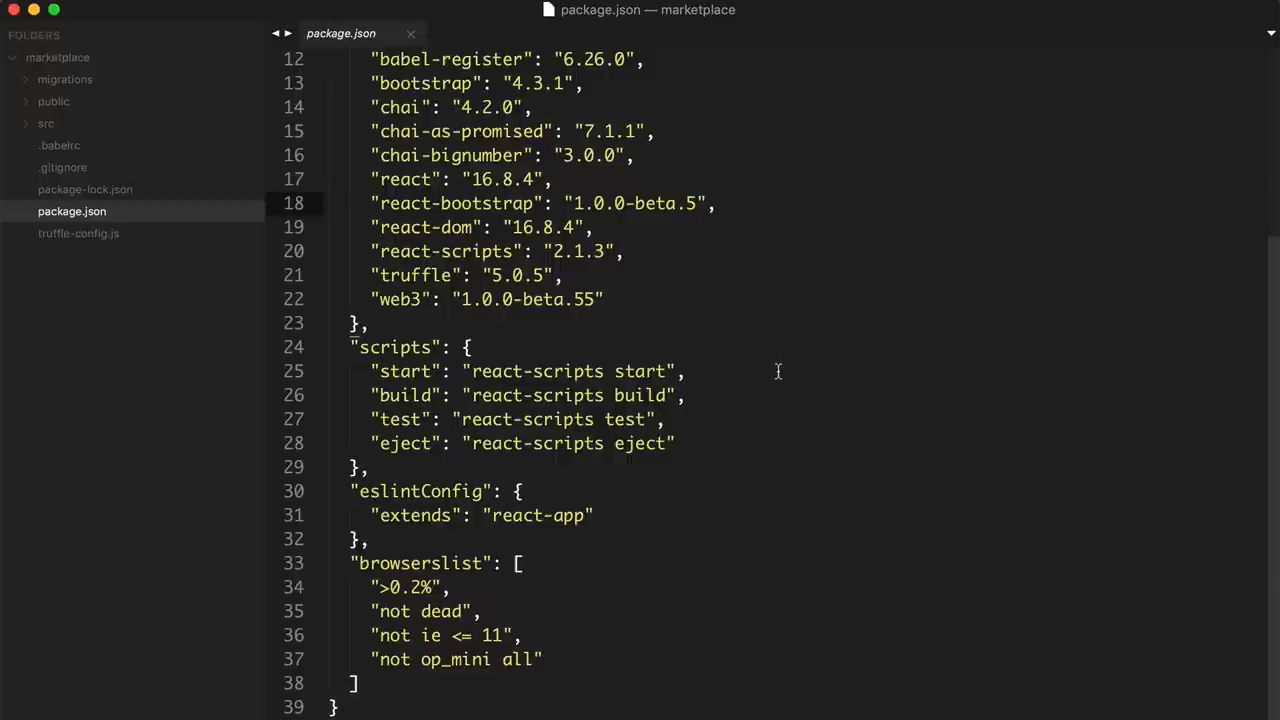 package.json — marketplace
FOLDERS
marketplace
migrations
public
src
.babelrc
.gitignore
package-lock.json
package.json
truffle-config.js
package.json
12 "babel-register": "6.26.0",
13 "bootstrap": "4.3.1",
14 "chai": "4.2.0",
15 "chai-as-promised": "7.1.1",
16 "chai-bignumber": "3.0.0",
17 "react": "16.8.4",
18 "react-bootstrap": "1.0.0-beta.5",
19 "react-dom": "16.8.4",
20 "react-scripts": "2.1.3",
21 "truffle": "5.0.5",
22 "web3": "1.0.0-beta.55"
23 },
24 "scripts": {
25 "start": "react-scripts start",
26 "build": "react-scripts build",
27 "test": "react-scripts test",
28 "eject": "react-scripts eject"
29 },
30 "eslintConfig": {
31 "extends": "react-app"
32 },
33 "browserslist": [
34 ">0.2%",
35 "not dead",
36 "not ie <= 11",
37 "not op_mini all"
38 ]
39 }